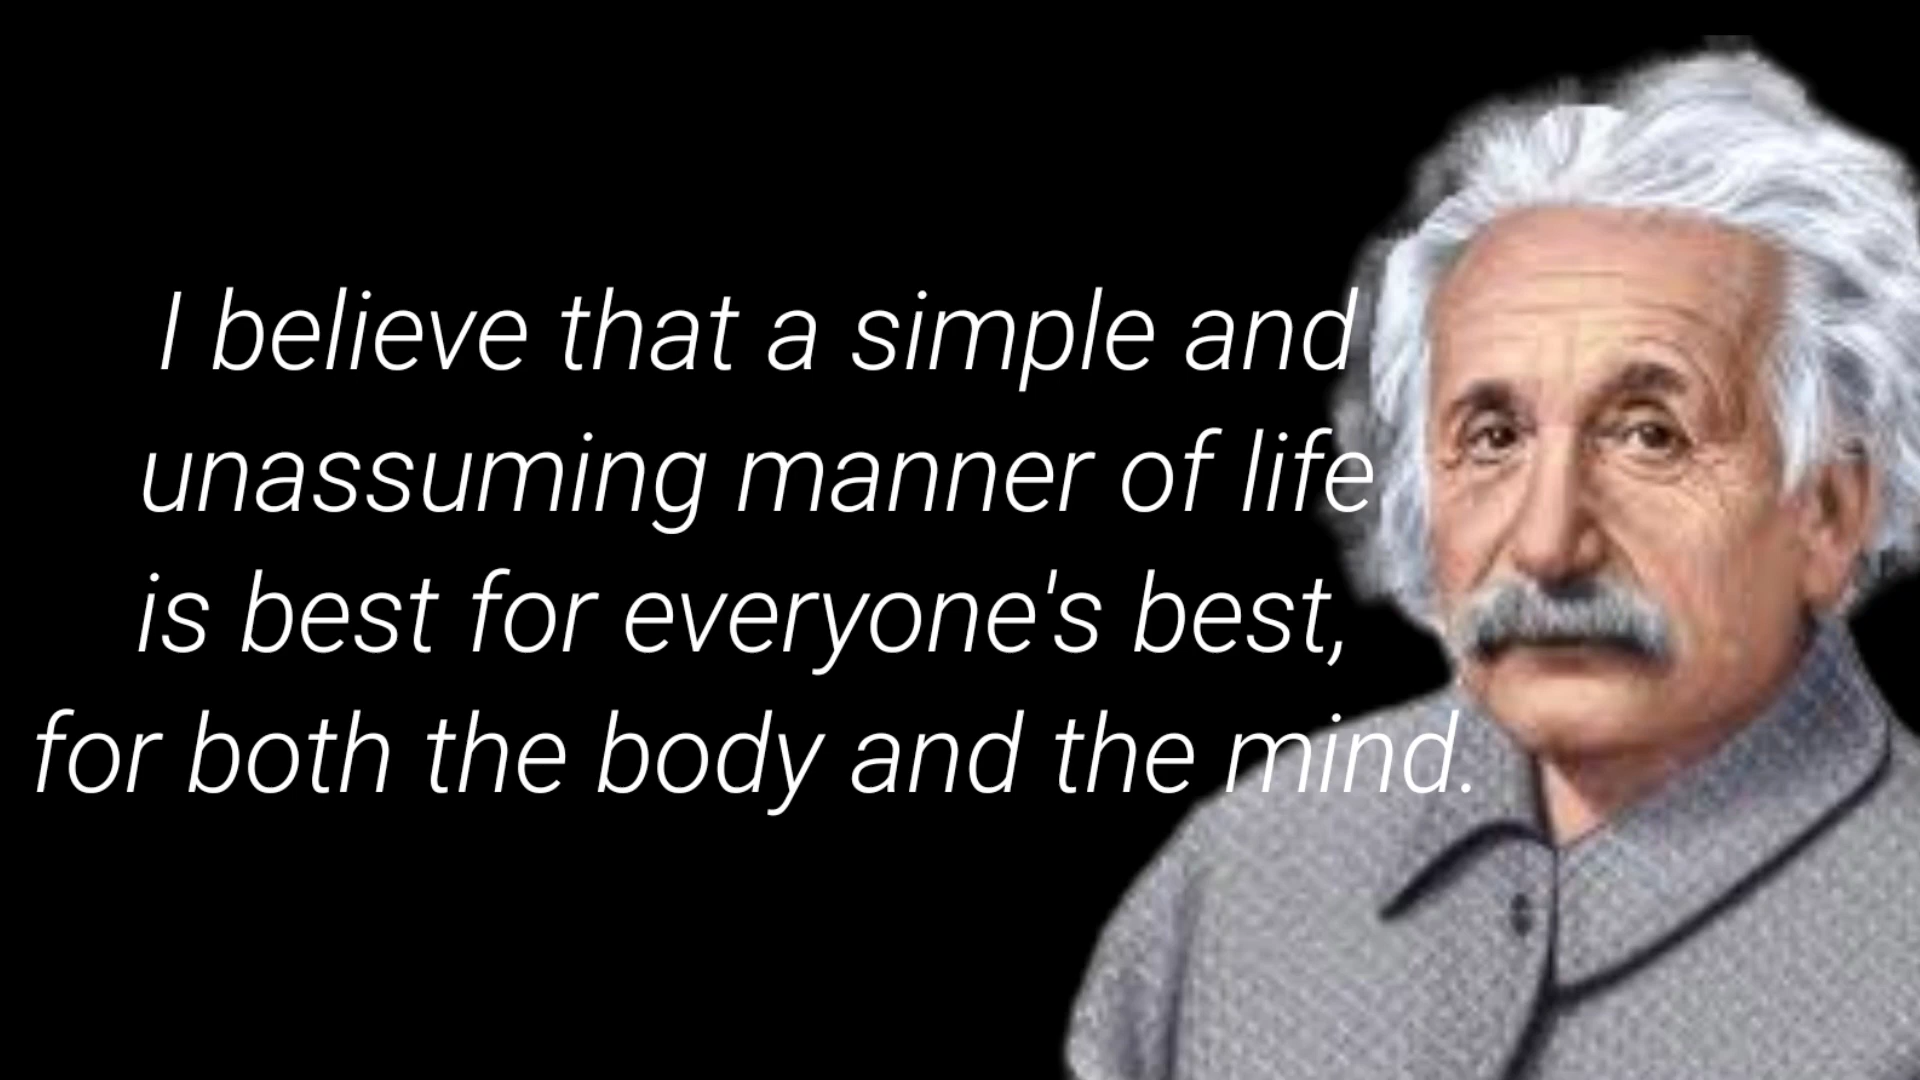 I believe that a simple and
unassuming manner of life
is best for everyone's best,
for both the body and the mind.